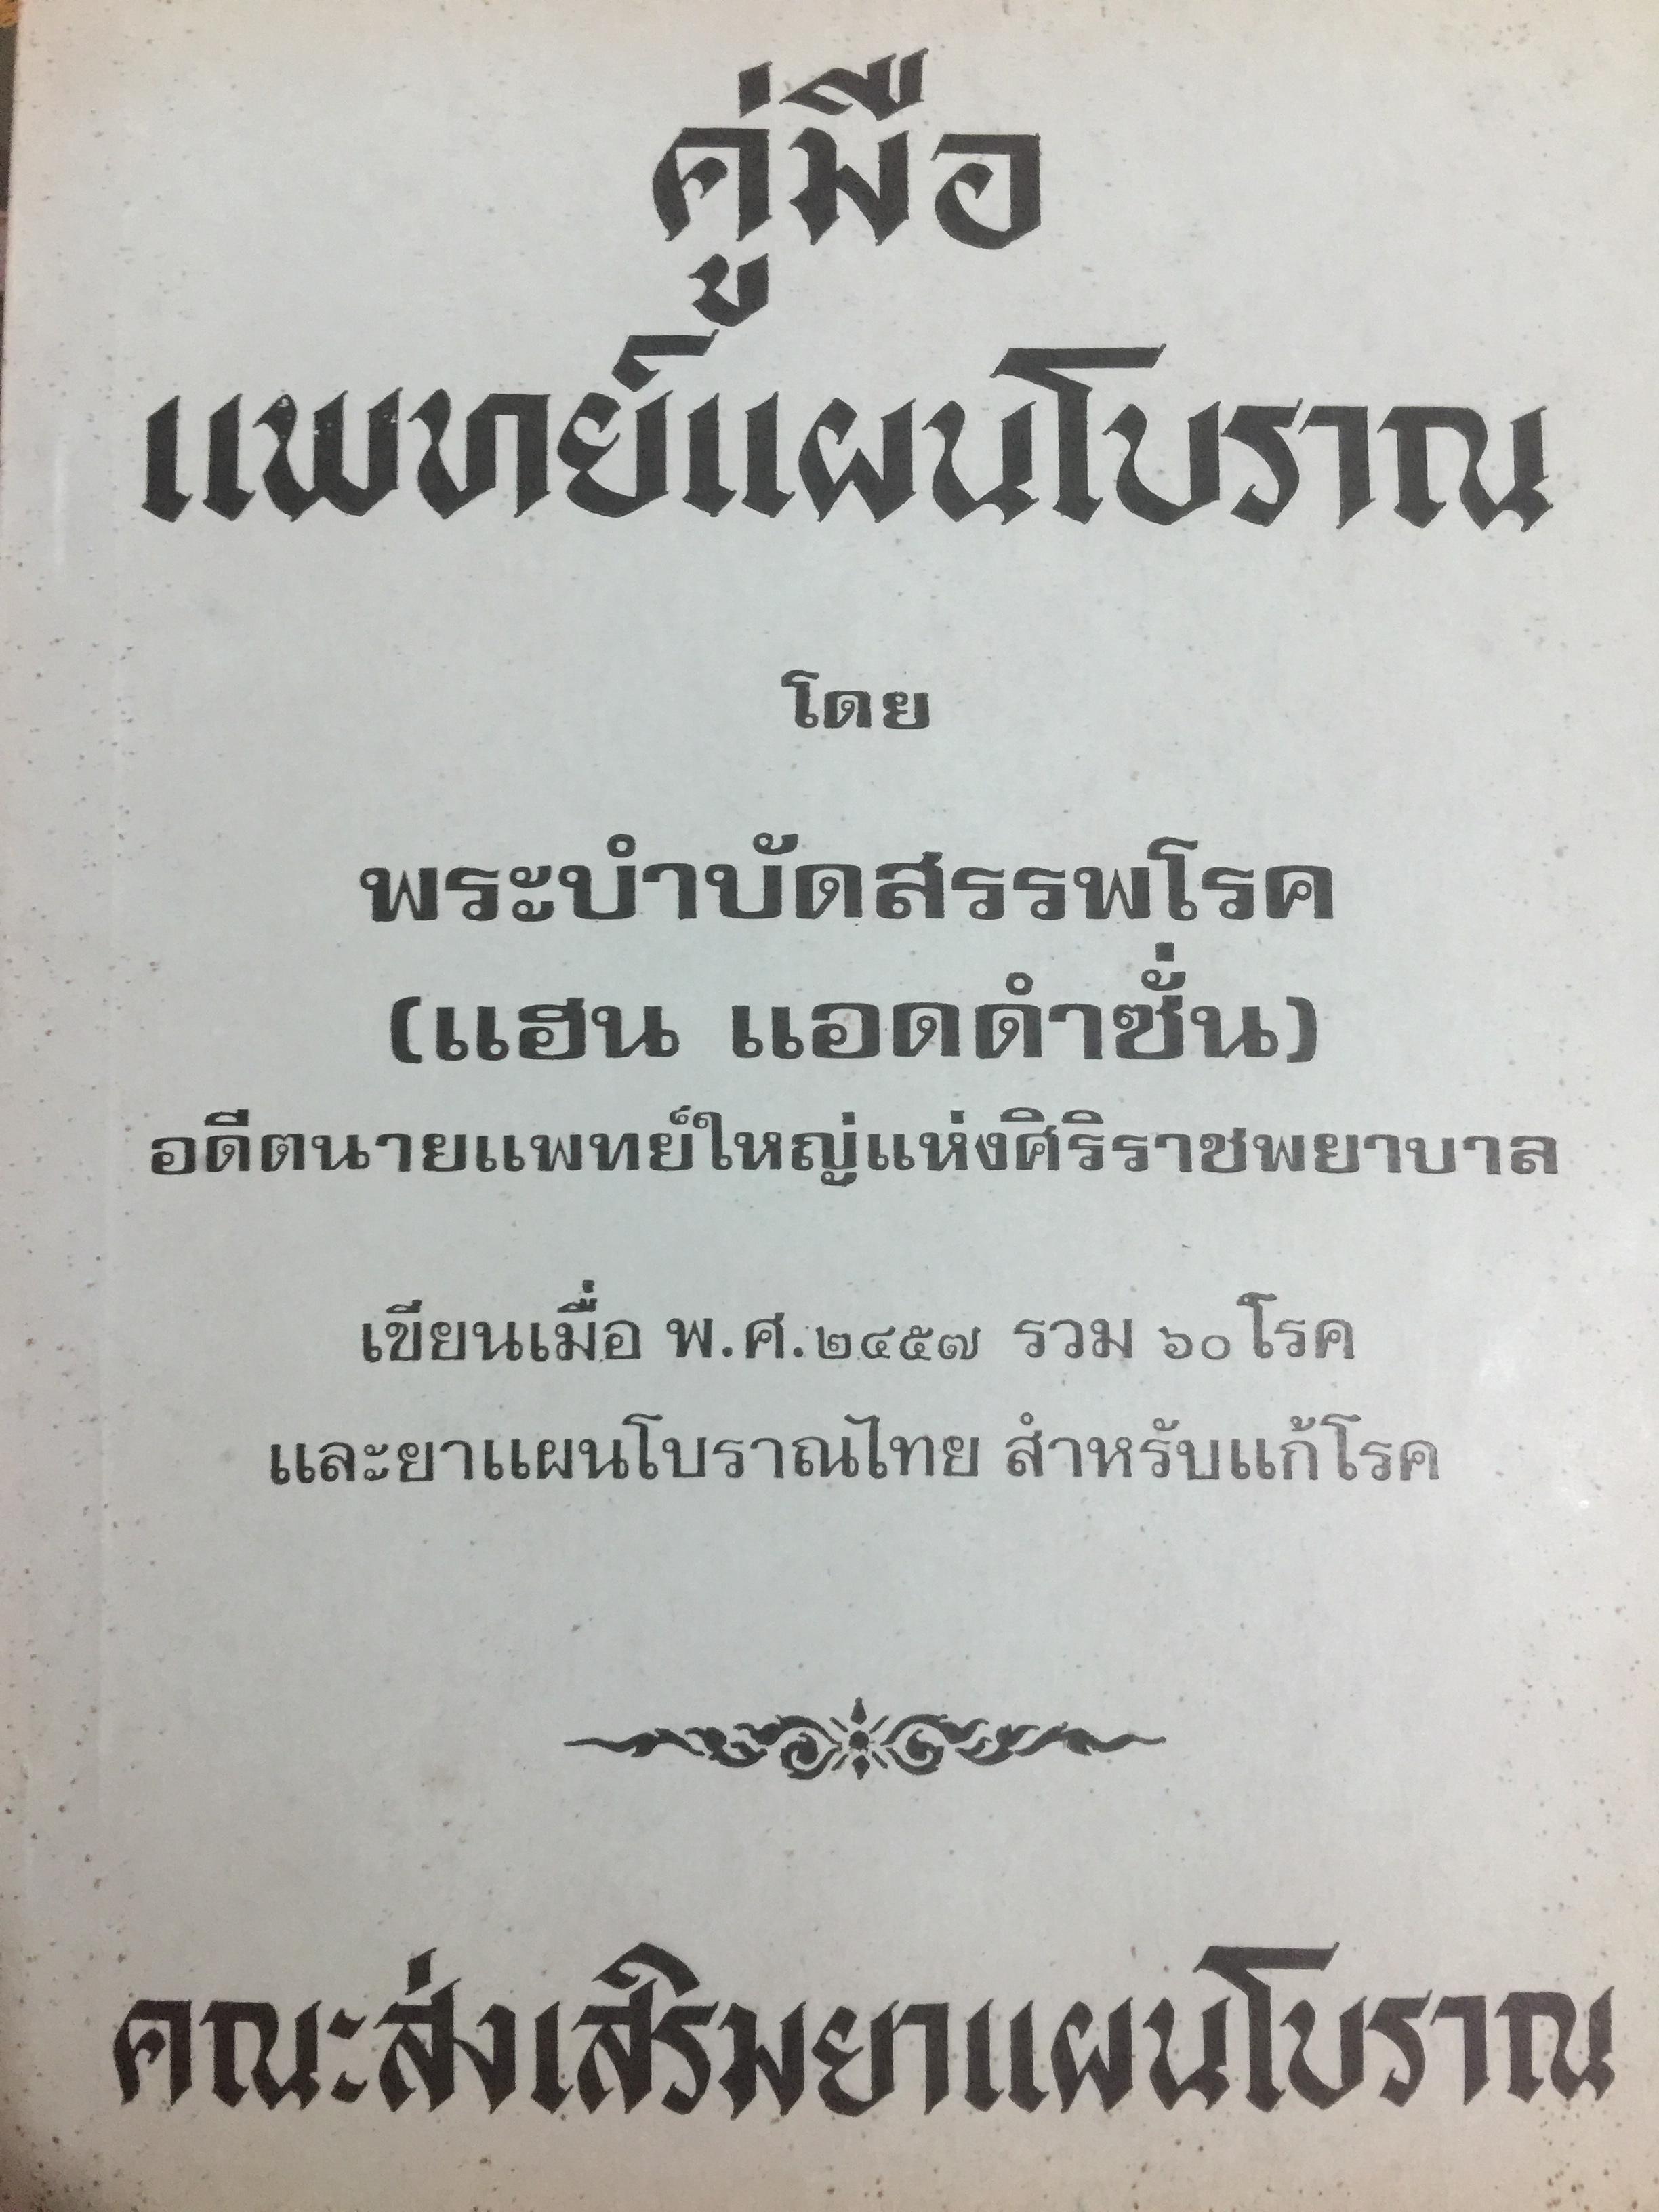 คู่มือ
แพทย์แผนโบราณ
โดย
พระบำบัดสรรพโรค
(แฮน แอดดำซั่น)
อดีตนายแพทย์ใหญ่แห่งศิริราชพยาบาล
เขียนเมื่อ พ.ศ.๒๔๕๗ รวม ๖๐ โรค
และยาแผนโบราณไทย สำหรับแก้โรค
คณะส่งเสริมยาแผนโบราณ